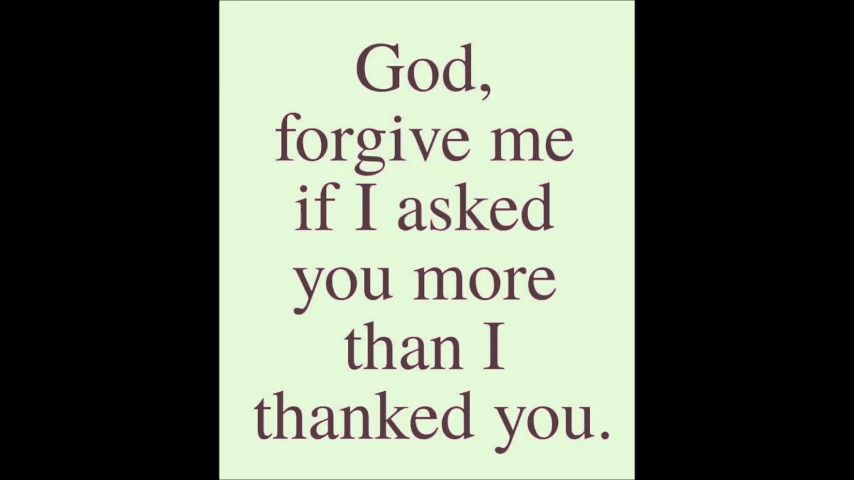 God,
forgive me
if I asked
you more
than I
thanked you.